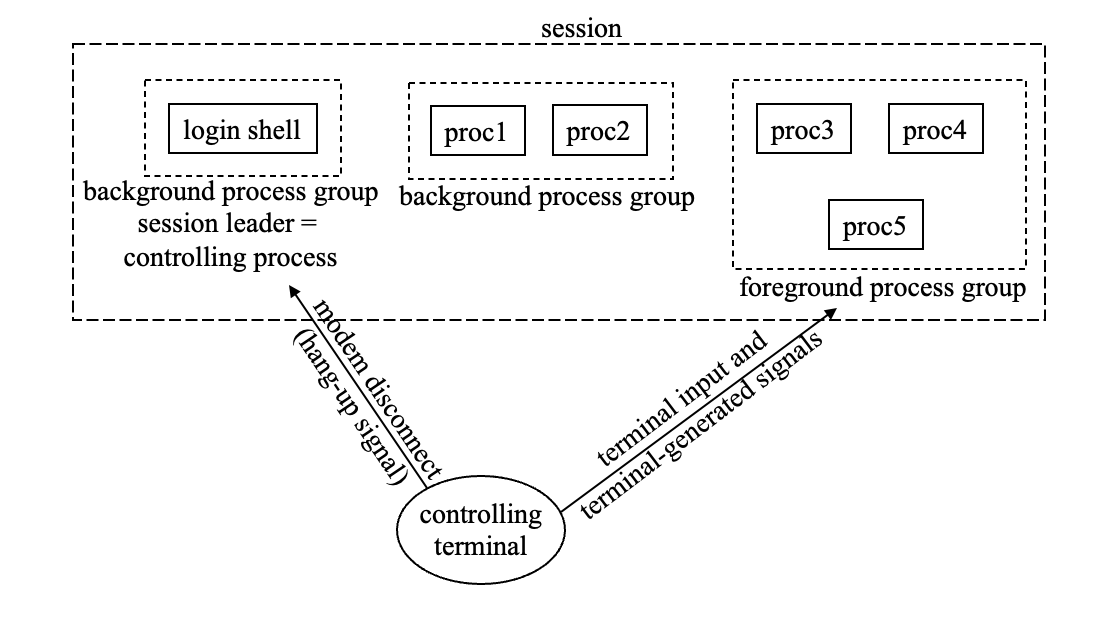 session
login shell
background process group
session leader =
controlling process
proc1
proc2
background process group
proc3
proc4
proc5
foreground process group
modem disconnect
(hang-up signal)
terminal input and
terminal-generated signals
controlling
terminal